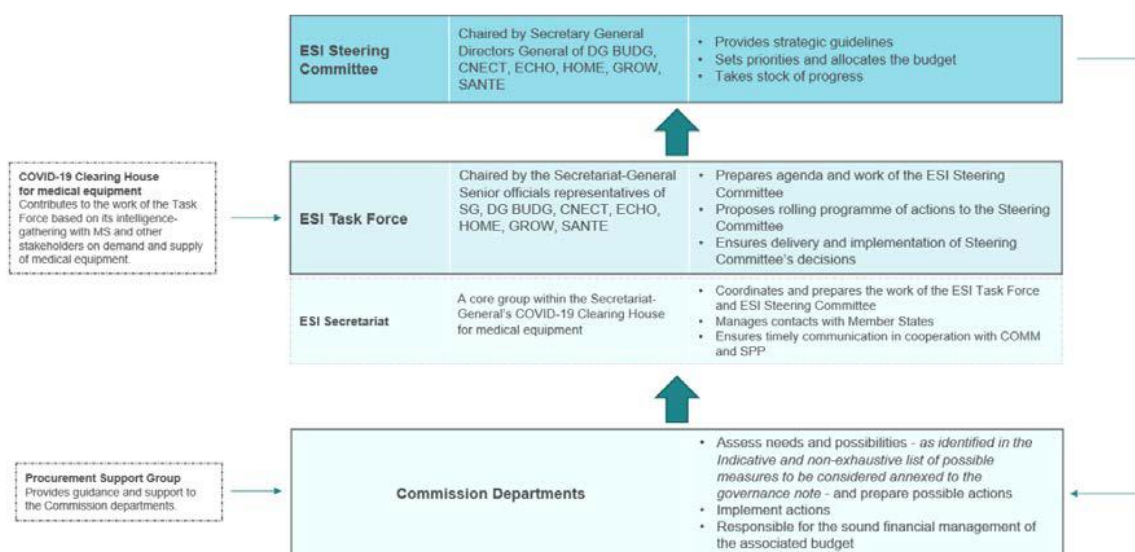 ESI Steering
Committee
Chaired by Secretary General
Directors General of DG BUDG,
CNECT, ECHO, HOME, GROW,
SANTE
• Provides strategic guidelines
• Sets priorities and allocates the budget
• Takes stock of progress
COVID-19 Clearing House
for medical equipment
Contributes to the work of the Task
Force based on its intelligence-
gathering with MS and other
stakeholders on demand and supply
of medical equipment.
ESI Task Force
Chaired by the Secretariat-General
Senior officials representatives of
SG, DG BUDG, CNECT, ECHO,
HOME, GROW, SANTE
• Prepares agenda and work of the ESI Steering
Committee
• Proposes rolling programme of actions to the Steering
Committee
• Ensures delivery and implementation of Steering
Committee's decisions
ESI Secretariat
A core group within the Secretariat-
General's COVID-19 Clearing House
for medical equipment
• Coordinates and prepares the work of the ESI Task Force
and ESI Steering Committee
• Manages contacts with Member States
• Ensures timely communication in cooperation with COMM
and SPP
Procurement Support Group
Provides guidance and support to
the Commission departments.
Commission Departments
• Assess needs and possibilities - as identified in the
Indicative and non-exhaustive list of possible
measures to be considered annexed to the
governance note - and prepare possible actions
• Implement actions
• Responsible for the sound financial management of
the associated budget